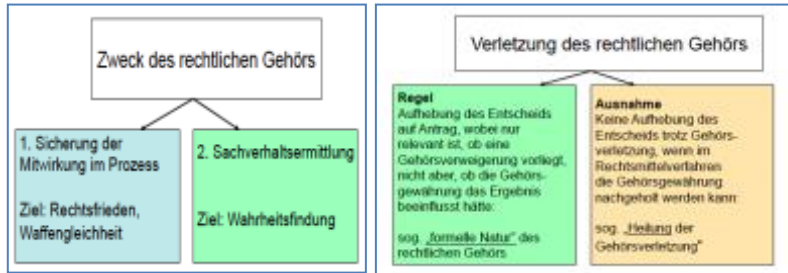 Zweck des rechtlichen Gehörs
1. Sicherung der
Mitwirkung im Prozess
Ziel: Rechtsfrieden,
Waffengleichheit
2. Sachverhaltsermittlung
Ziel: Wahrheitsfindung
Verletzung des rechtlichen Gehörs
Regel
Aufhebung des Entscheids
auf Antrag, wobei nur
relevant ist, ob eine
Gehörsverweigerung vorliegt,
nicht aber, ob die Gehörs-
gewährung das Ergebnis
beeinflusst hätte:
sog. „formelle Natur" des
rechtlichen Gehörs
Ausnahme
Keine Aufhebung des
Entscheids trotz Gehörs-
verletzung, wenn im
Rechtsmittelverfahren
die Gehörsgewährung
nachgeholt werden kann:
sog. „Heilung der
Gehörsverletzung"